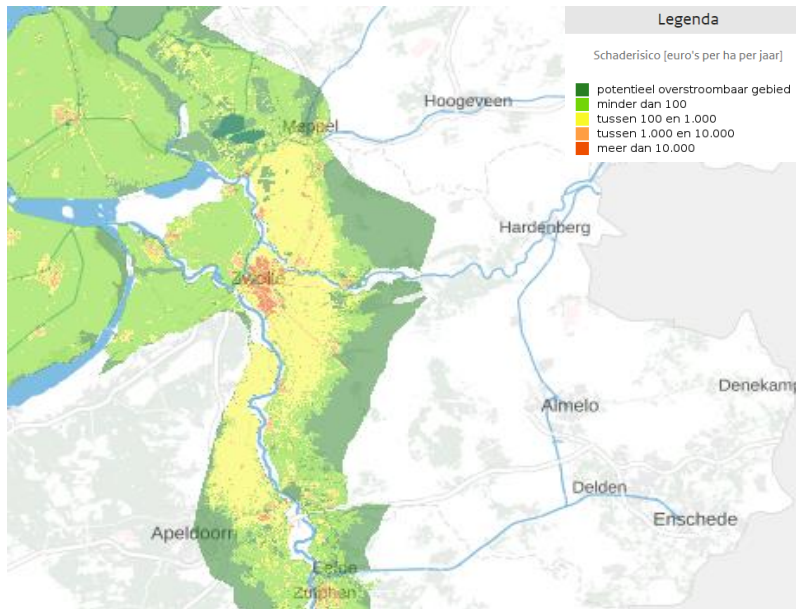 Legenda
Schaderisico [euro's per ha per jaar]
potentieel overstroombaar gebied
minder dan 100
tussen 100 en 1.000
tussen 1.000 en 10.000
meer dan 10.000
Hoogeveen
Meppel
Hardenberg
Zwolle
Denekamp
Almelo
Delden
Enschede
Apeldoorn
Eefde
Zutphen